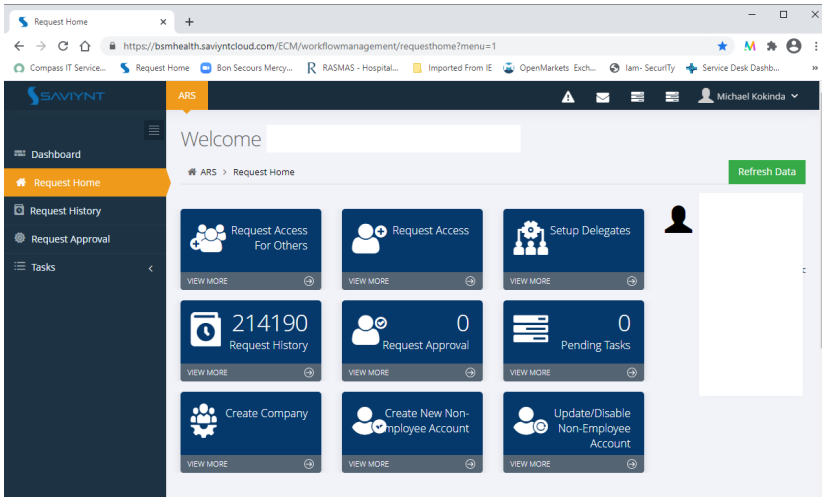 Request Home
https://bsmhealth.saviyntcloud.com/ECM/workflowmanagement/requesthome?menu=1
Compass IT Service... Request Home Bon Secours Mercy... RASMAS - Hospital... Imported From IE OpenMarkets Exch... Iam- SecurITy Service Desk Dashb... »
SAVIYNT ARS Michael Kokinda
Welcome
Dashboard
ARS > Request Home Refresh Data
Request Home
Request History
Request Approval
Tasks
Request Access
For Others
VIEW MORE
Request Access
VIEW MORE
Setup Delegates
VIEW MORE
214190
Request History
VIEW MORE
0
Request Approval
VIEW MORE
0
Pending Tasks
VIEW MORE
Create Company
VIEW MORE
Create New Non-
mployee Account
VIEW MORE
Update/Disable
Non-Employee
Account
VIEW MORE